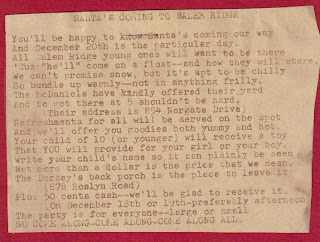 SANTA'S COMING TO SALEM RIDGE
You'll be happy to know Santa's coming our way
And December 20th is the particular day.
All Salem Ridge young ones will want to be there
'Cuz "he'll" come on a float--and how they will stare.
We can't promise snow, but it's apt to be chilly
So bundle up warmly--not in anything frilly.
The McDaniels have kindly offered their yard
And to get there at 5 shouldn't be hard.
(Their address is 854 Norgate Drive)
Refreshments for all will be served on the spot
And we'll offer you goodies both yummy and hot.
Your child of 10 (or younger) will receive a toy
That YOU will provide for your girl or your boy.
Write your child's name so it can plainly be seen
Not more than a dollar is the price that we mean.
The Dorsey's back porch is the place to leave it
(878 Roslyn Road)
Plus 50 cents cash--we'll be glad to receive it.
On December 18th or 19th-preferably afternoon
The party is for everyone--large or small
SO COME ALONG-COME ALONG-COME ALONG ALL.